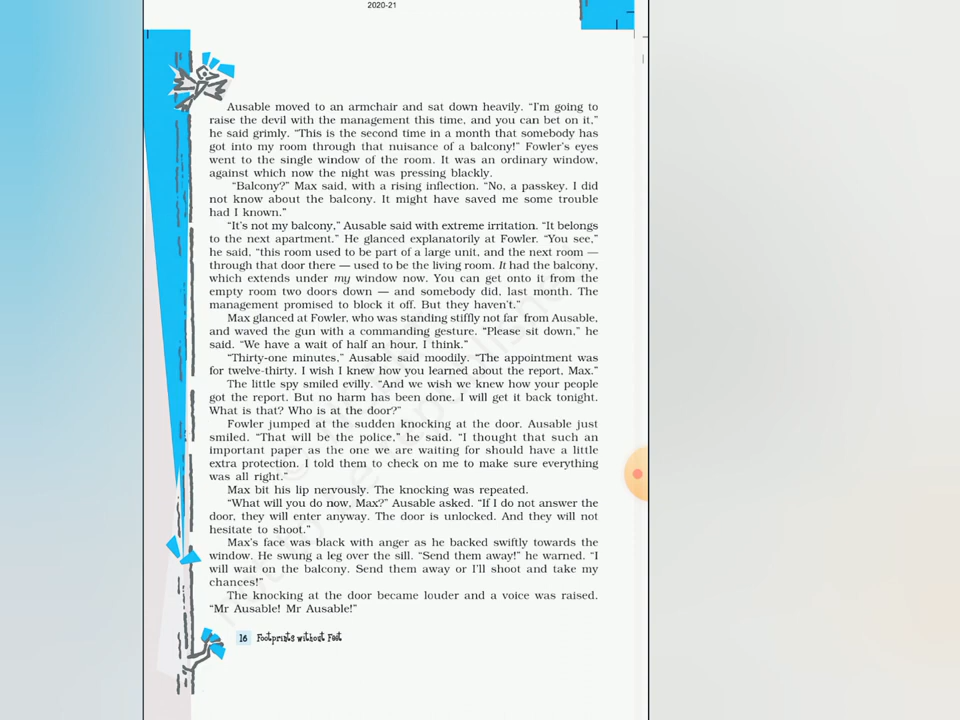 2020-21
Ausable moved to an armchair and sat down heavily. “I'm going to
raise the devil with the management this time, and you can bet on it,”
he said grimly. “This is the second time in a month that somebody has
got into my room through that nuisance of a balcony!” Fowler's eyes
went to the single window of the room. It was an ordinary window,
against which now the night was pressing blackly.
“Balcony?” Max said, with a rising inflection. “No, a passkey. I did
not know about the balcony. It might have saved me some trouble
had I known.”
“It's not my balcony,” Ausable said with extreme irritation. “It belongs
to the next apartment.” He glanced explanatorily at Fowler. “You see,”
he said, “this room used to be part of a large unit, and the next room —
through that door there — used to be the living room. It had the balcony,
which extends under my window now. You can get onto it from the
empty room two doors down — and somebody did, last month. The
management promised to block it off. But they haven't.”
Max glanced at Fowler, who was standing stiffly not far from Ausable,
and waved the gun with a commanding gesture. “Please sit down,” he
said. “We have a wait of half an hour, I think.”
“Thirty-one minutes,” Ausable said moodily. “The appointment was
for twelve-thirty. I wish I knew how you learned about the report, Max.”
The little spy smiled evilly. “And we wish we knew how your people
got the report. But no harm has been done. I will get it back tonight.
What is that? Who is at the door?”
Fowler jumped at the sudden knocking at the door. Ausable just
smiled. “That will be the police,” he said. “I thought that such an
important paper as the one we are waiting for should have a little
extra protection. I told them to check on me to make sure everything
was all right.”
Max bit his lip nervously. The knocking was repeated.
“What will you do now, Max?” Ausable asked. “If I do not answer the
door, they will enter anyway. The door is unlocked. And they will not
hesitate to shoot.”
Max's face was black with anger as he backed swiftly towards the
window. He swung a leg over the sill. “Send them away!” he warned. “I
will wait on the balcony. Send them away or I'll shoot and take my
chances!”
The knocking at the door became louder and a voice was raised.
“Mr Ausable! Mr Ausable!”
16 Footprints without Feet